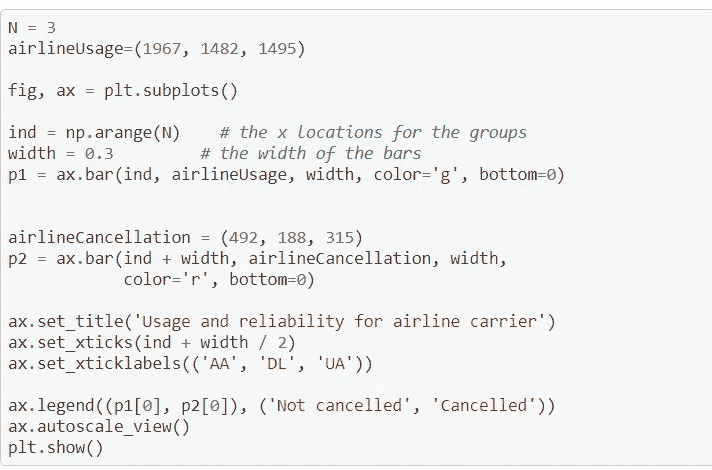 N = 3
airlineUsage=(1967, 1482, 1495)
fig, ax = plt.subplots()
ind = np.arange(N)    # the x locations for the groups
width = 0.3         # the width of the bars
p1 = ax.bar(ind, airlineUsage, width, color='g', bottom=0)
airlineCancellation = (492, 188, 315)
p2 = ax.bar(ind + width, airlineCancellation, width,
            color='r', bottom=0)
ax.set_title('Usage and reliability for airline carrier')
ax.set_xticks(ind + width / 2)
ax.set_xticklabels(('AA', 'DL', 'UA'))
ax.legend((p1[0], p2[0]), ('Not cancelled', 'Cancelled'))
ax.autoscale_view()
plt.show()